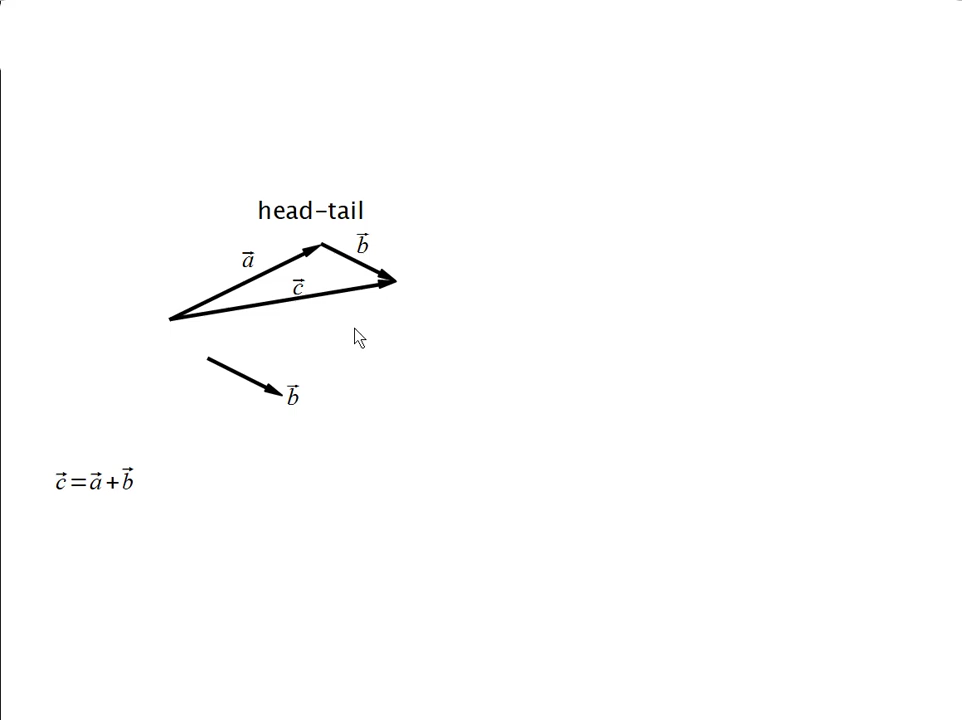 head-tail
a⃗
b⃗
c⃗
b⃗
c⃗=a⃗+b⃗